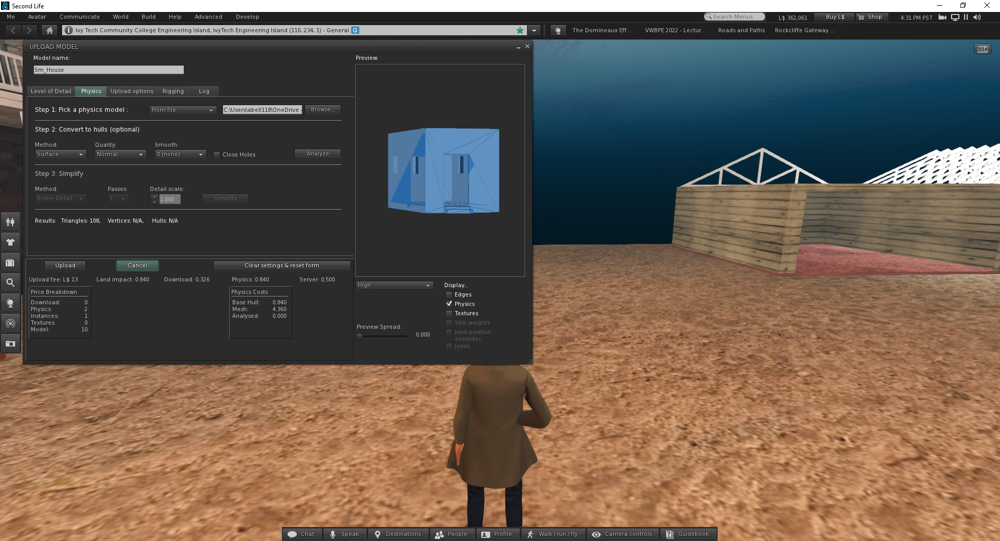 Second Life
Me Avatar Communicate World Build Help Advanced Develop Search Menus L$ 362,061 Buy L$ Shop 4:31 PM PST
Ivy Tech Community College Engineering Island, IvyTech Engineering Island (110, 234, 1) - General G The Domineaux Eff... VWBPE 2022 - Lectur... Roads and Paths Rockcliffe Gateway ...
99+
UPLOAD MODEL
Model name:
Sm_House
Level of Detail Physics Upload options Rigging Log
Step 1: Pick a physics model : From file C:\Users\abell118\OneDrive - Browse...
Step 2: Convert to hulls (optional)
Method: Quality: Smooth:
Surface Normal 0 (none) Close Holes Analyze
Step 3: Simplify
Method: Passes: Detail scale:
Better Detail 1 1.000 Simplify
Results: Triangles: 108, Vertices: N/A, Hulls: N/A
Upload Cancel Clear settings & reset form
Upload fee: L$ 13 Land impact: 0.840 Download: 0.326 Physics: 0.840 Server: 0.500
Price Breakdown
Download: 0
Physics: 2
Instances: 1
Textures: 0
Model: 10
Physics Costs
Base Hull: 0.840
Mesh: 4.360
Analysed: 0.000
Preview:
High
Display...
Edges
Physics
Textures
Skin weights
Joint position
overrides
Joints
Preview Spread: 0.000
Chat Speak Destinations People Profile Walk / run / fly Camera controls Guidebook